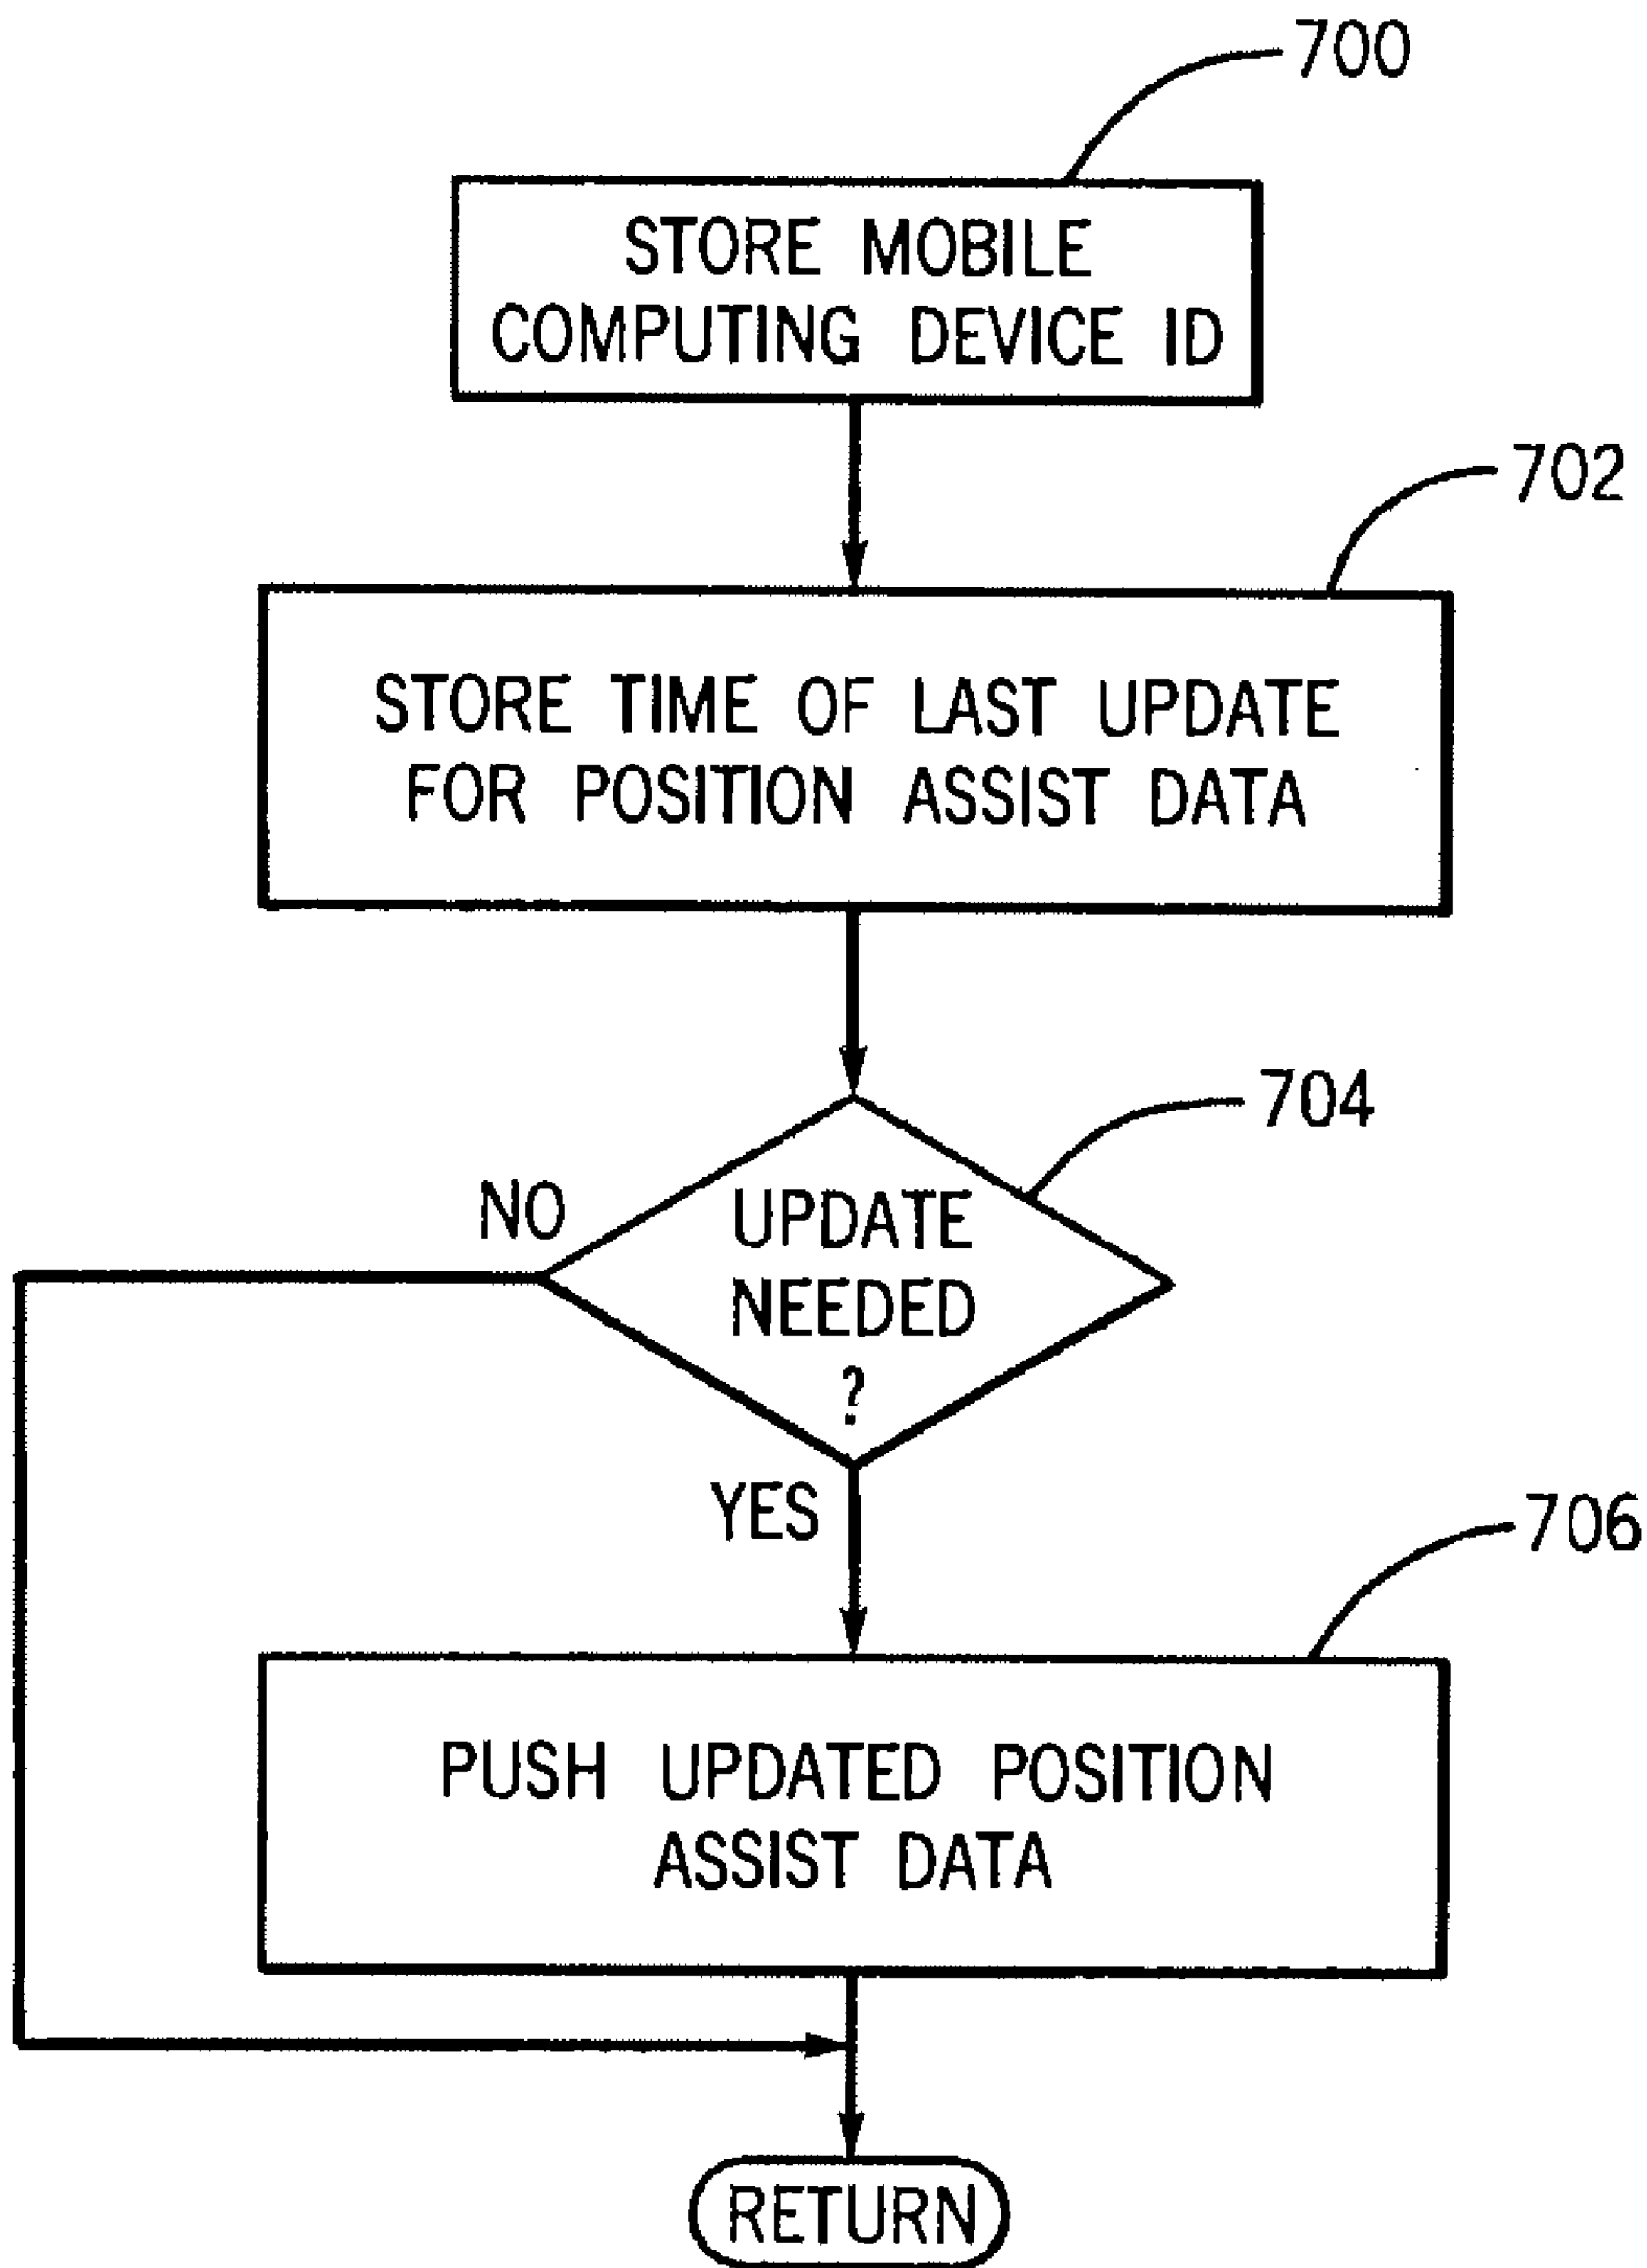 700
STORE MOBILE
COMPUTING DEVICE ID
702
STORE TIME OF LAST UPDATE
FOR POSITION ASSIST DATA
704
NO
UPDATE
NEEDED
?
YES
706
PUSH UPDATED POSITION
ASSIST DATA
RETURN